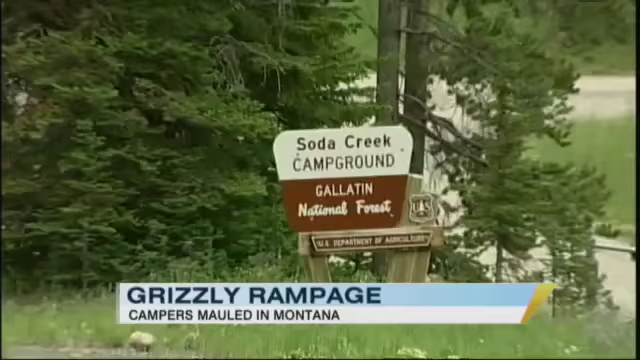 Soda Creek
CAMPGROUND
GALLATIN
National Forest
U.S. DEPARTMENT OF AGRICULTURE
GRIZZLY RAMPAGE
CAMPERS MAULED IN MONTANA